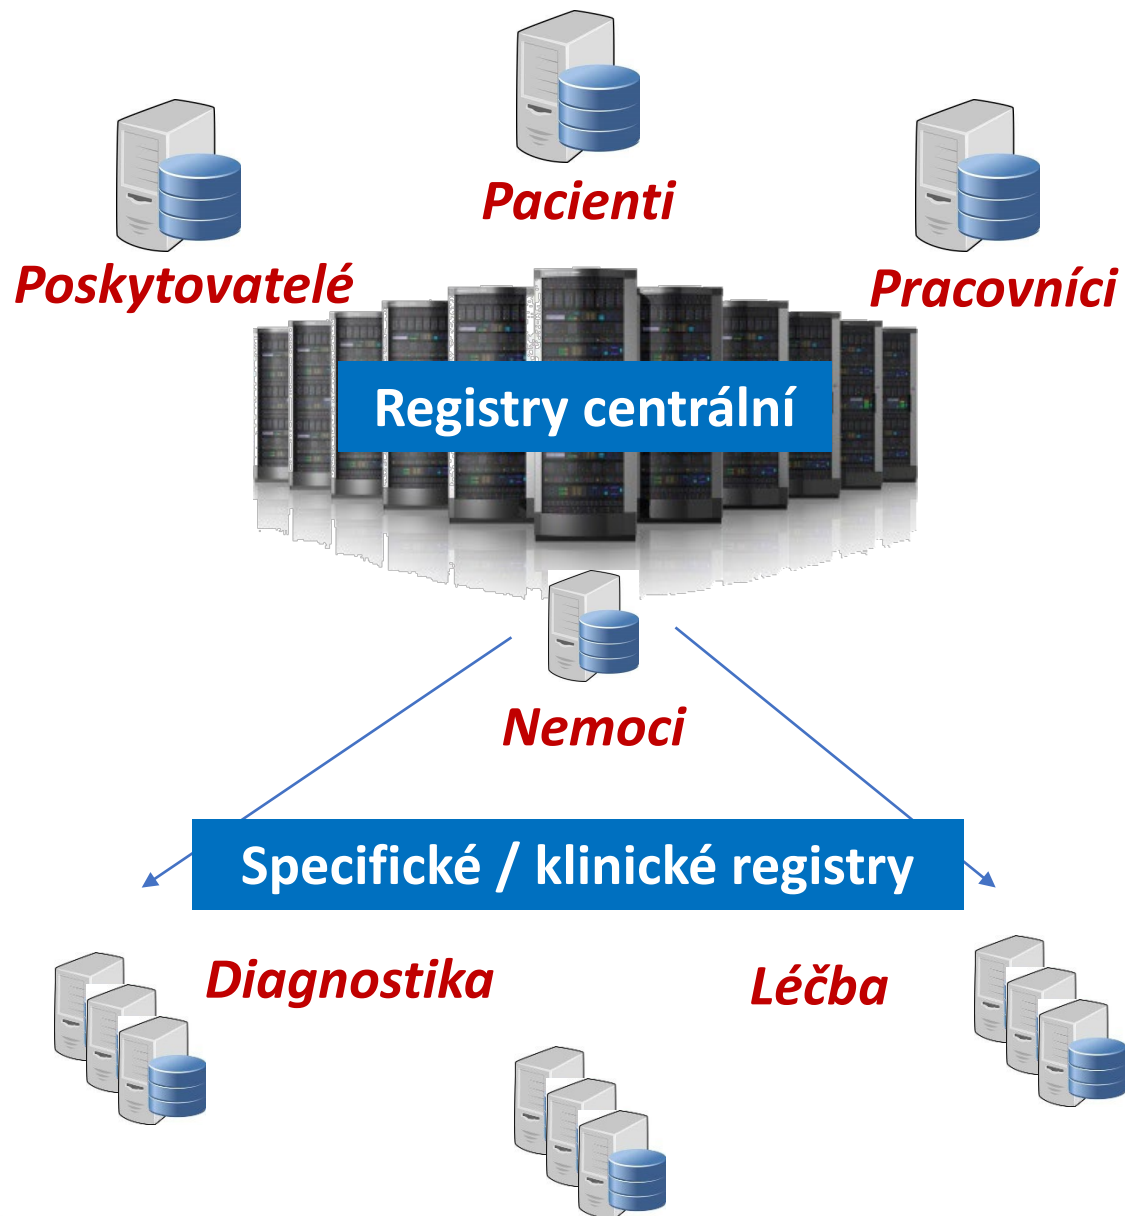 Pacienti
Poskytovatelé
Pracovníci
Registry centrální
Nemoci
Specifické / klinické registry
Diagnostika
Léčba